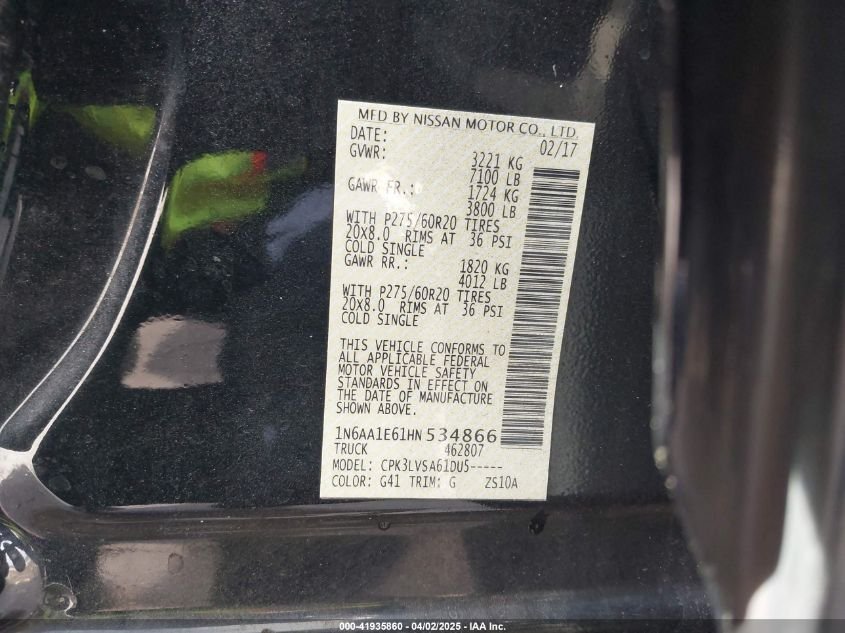 MFD BY NISSAN MOTOR CO., LTD.
DATE: 02/17
GVWR: 3221 KG
7100 LB
GAWR FR.: 1724 KG
3800 LB
WITH P275/60R20 TIRES
20X8.0 RIMS AT 36 PSI
COLD SINGLE
GAWR RR.: 1820 KG
4012 LB
WITH P275/60R20 TIRES
20X8.0 RIMS AT 36 PSI
COLD SINGLE
THIS VEHICLE CONFORMS TO
ALL APPLICABLE FEDERAL
MOTOR VEHICLE SAFETY
STANDARDS IN EFFECT ON
THE DATE OF MANUFACTURE
SHOWN ABOVE.
1N6AA1E61HN534866
TRUCK 462807
MODEL: CPK3LVSA61DU5-----
COLOR: G41 TRIM: G ZS10A
000-41935860 - 04/02/2025 - IAA Inc.